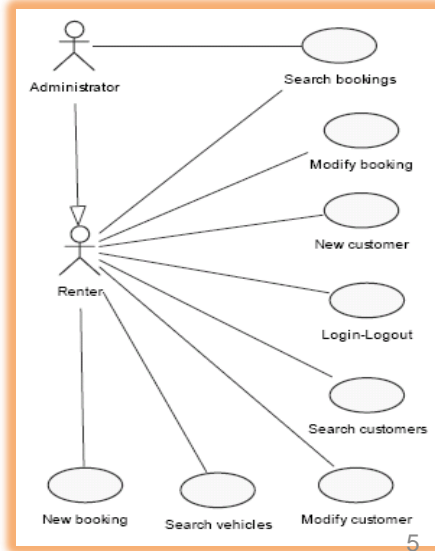 Administrator
Search bookings
Modify booking
New customer
Renter
Login-Logout
Search customers
New booking
Search vehicles
Modify customer
5